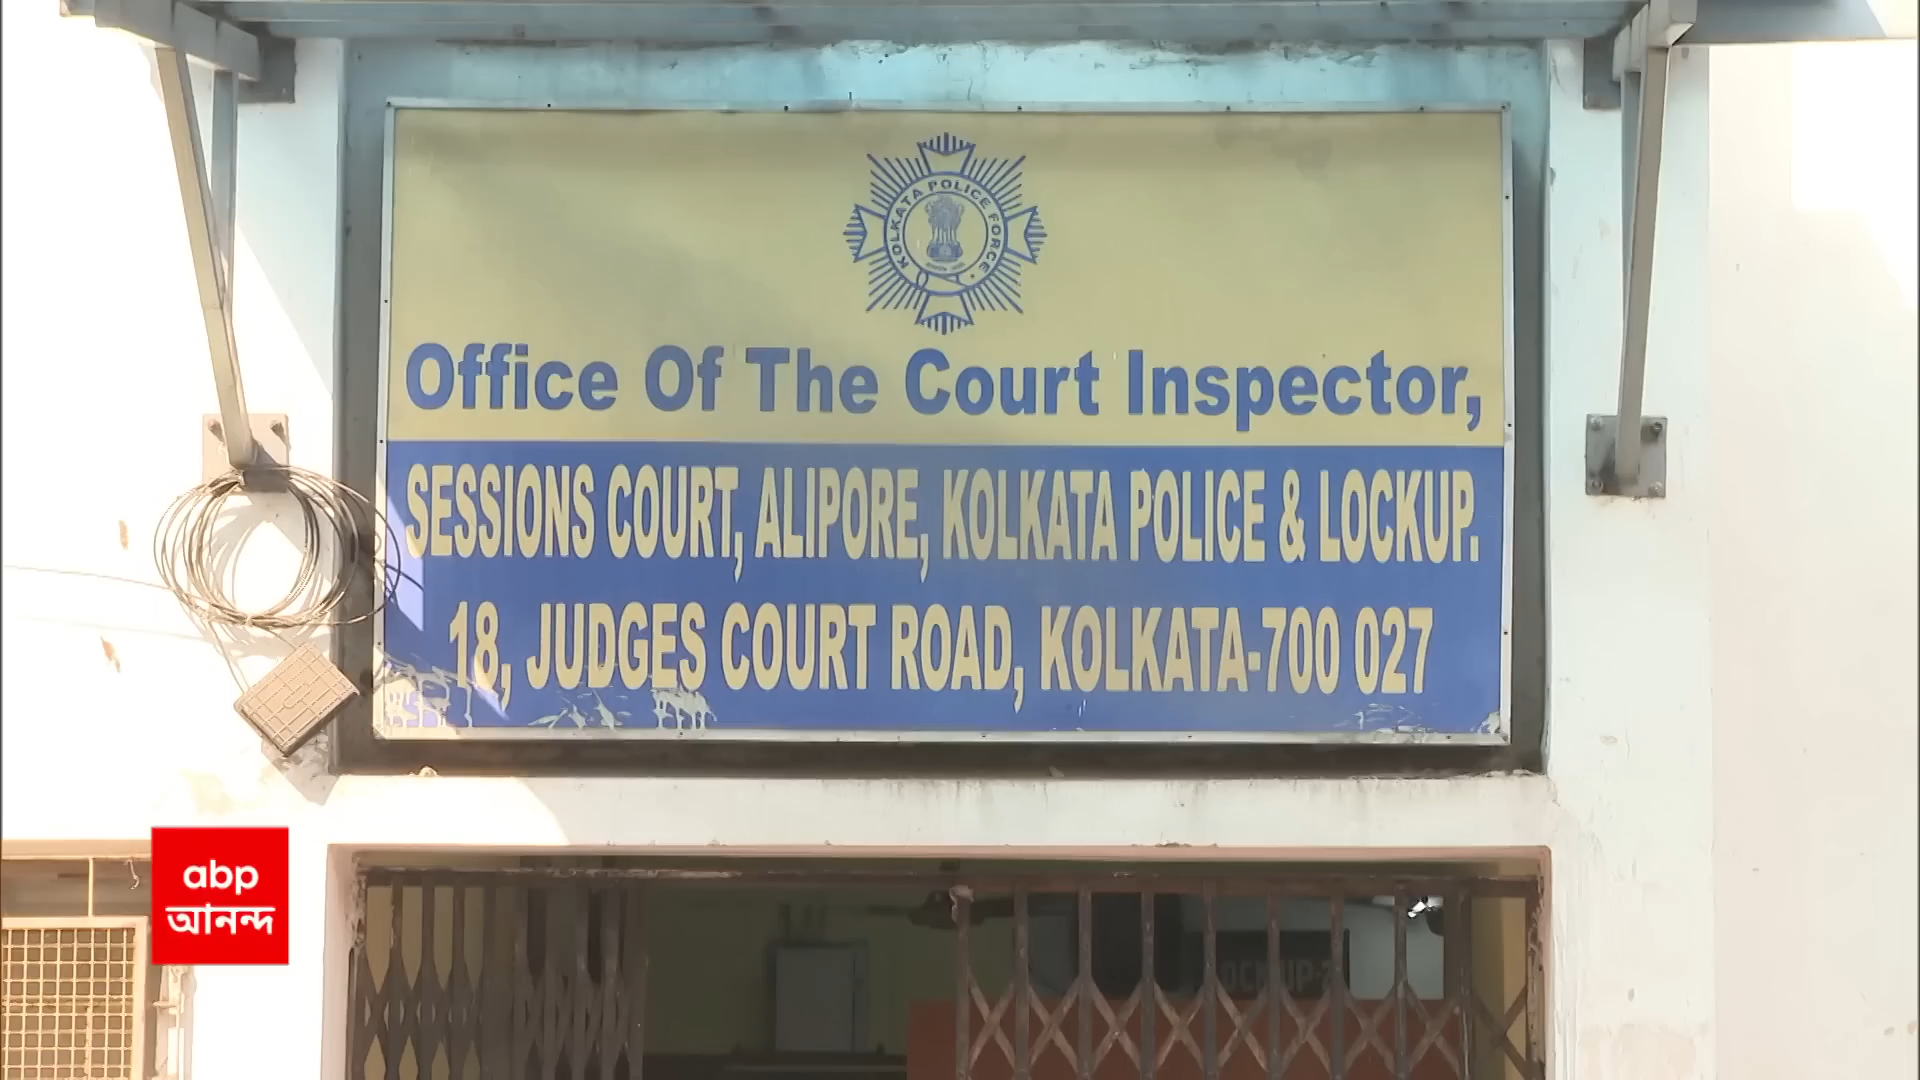 KOLKATA POLICE FORCE
Office Of The Court Inspector,
SESSIONS COURT, ALIPORE, KOLKATA POLICE & LOCKUP.
18, JUDGES COURT ROAD, KOLKATA-700 027
abp
আনন্দ